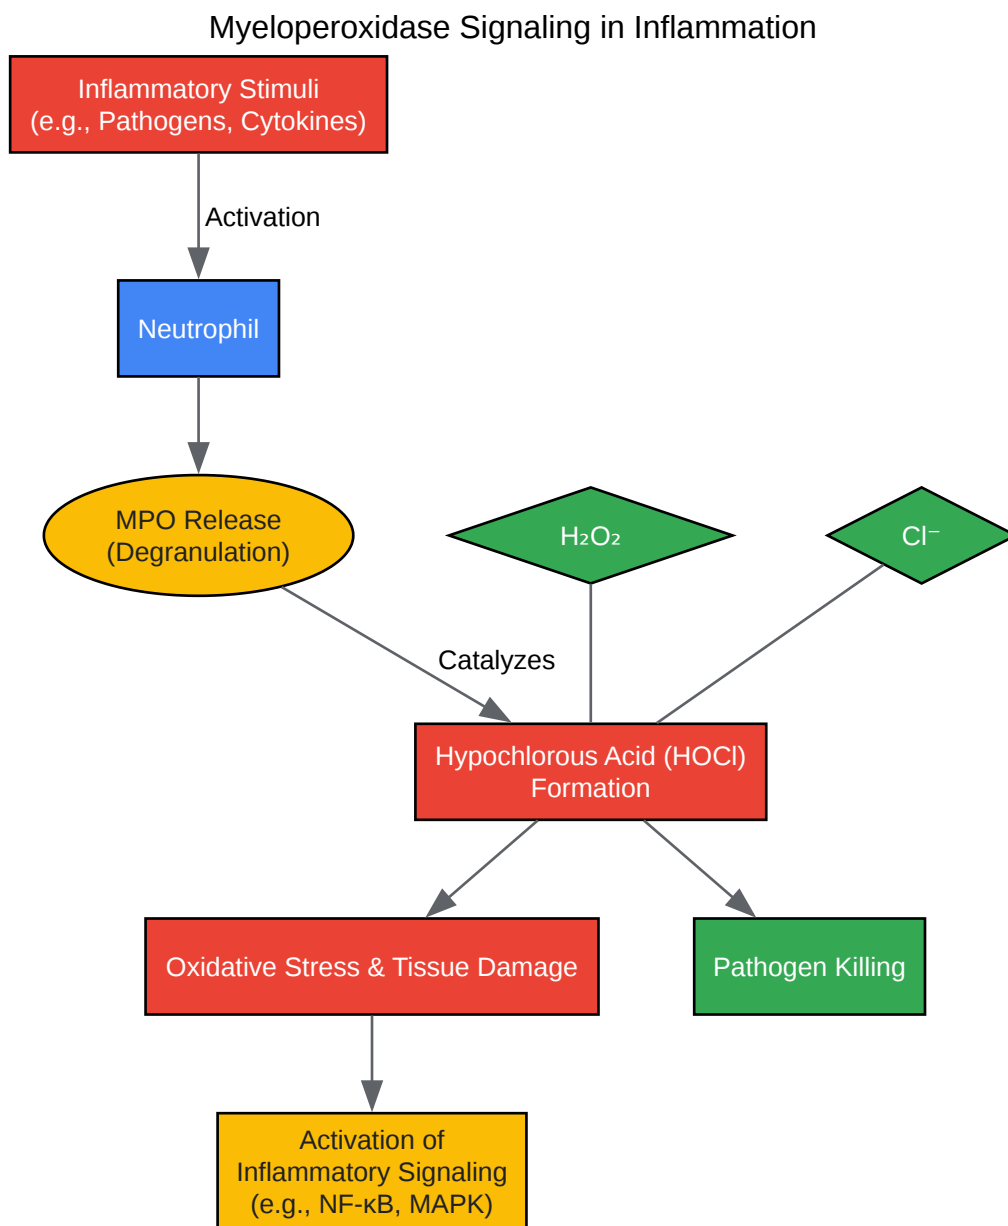 Myeloperoxidase Signaling in Inflammation
Inflammatory Stimuli
(e.g., Pathogens, Cytokines)
Activation
Neutrophil
MPO Release
(Degranulation)
H₂O₂
Cl⁻
Catalyzes
Hypochlorous Acid (HOCl)
Formation
Oxidative Stress & Tissue Damage
Pathogen Killing
Activation of
Inflammatory Signaling
(e.g., NF-κB, MAPK)